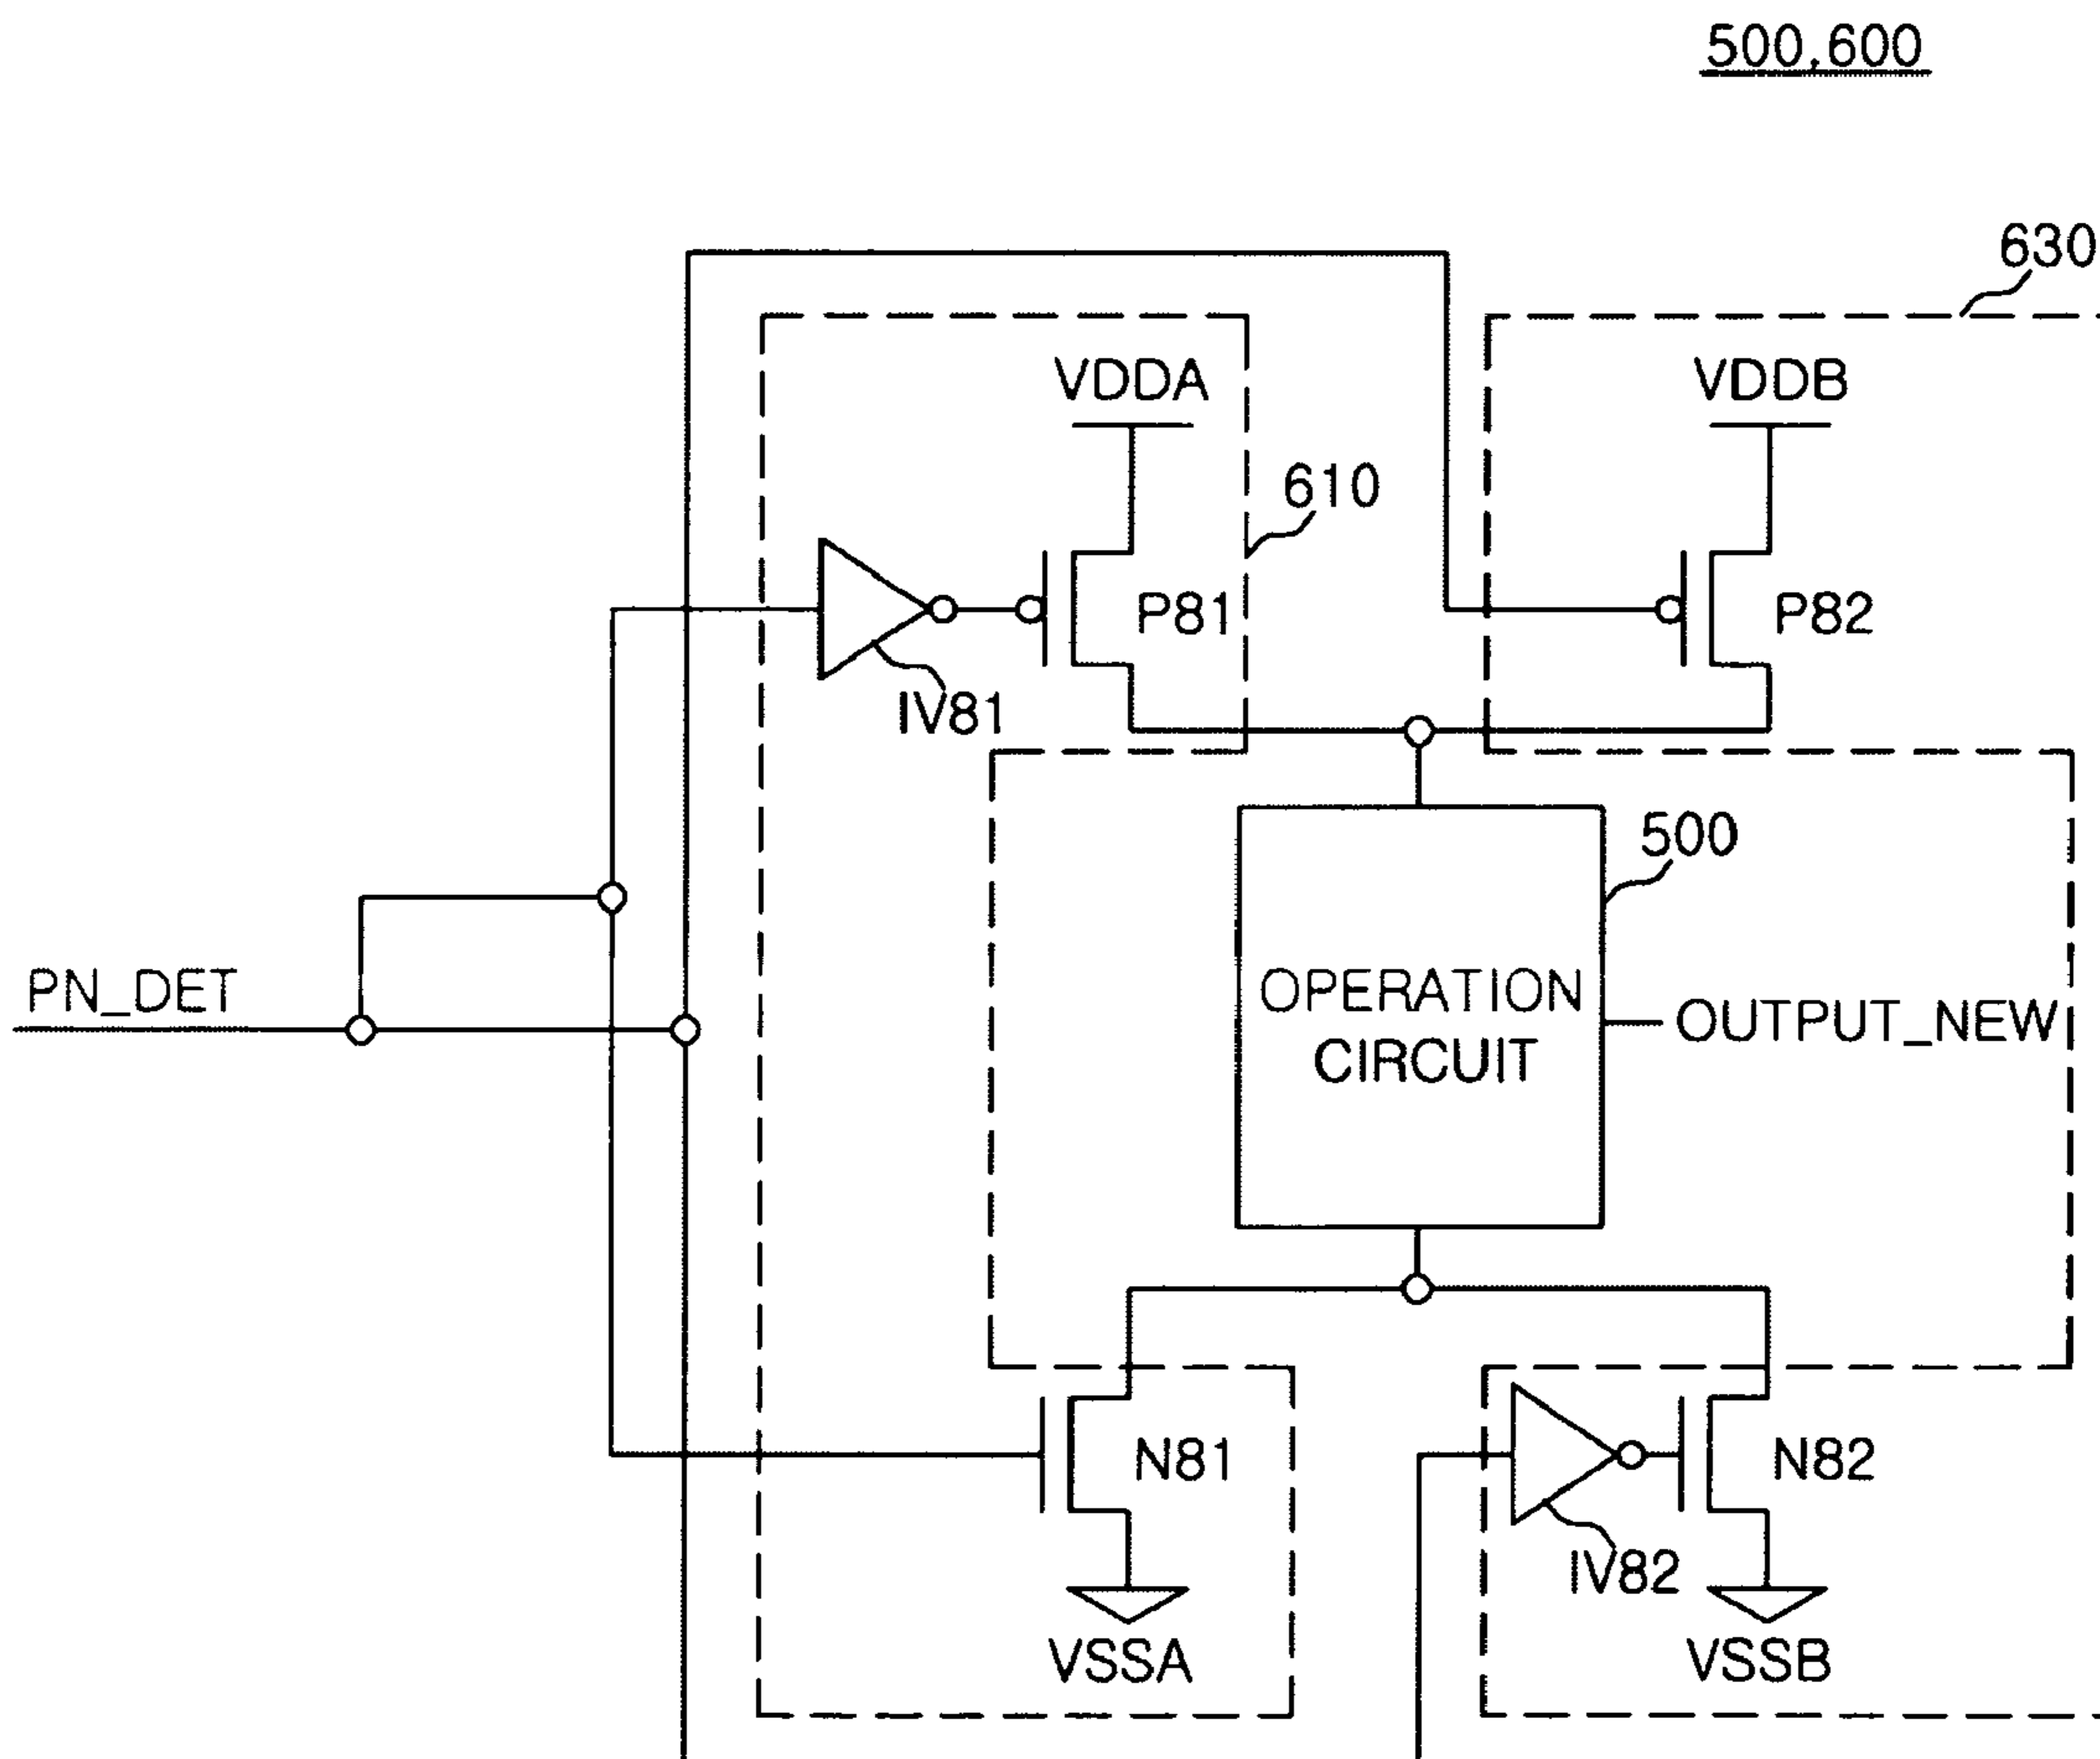 500,600
630
VDDA
VDDB
610
P81
P82
IV81
500
PN_DET
OPERATION
CIRCUIT
OUTPUT_NEW
N81
N82
IV82
VSSA
VSSB